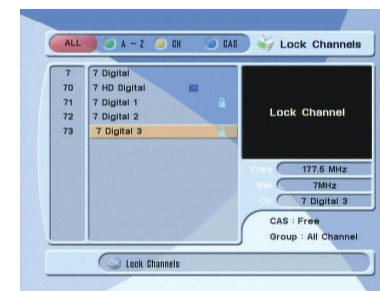 ALL A ~ Z CH CAS Lock Channels
7 7 Digital
70 7 HD Digital HD
71 7 Digital 1
72 7 Digital 2
73 7 Digital 3
Lock Channel
Freq 177.5 MHz
BW 7MHz
CH 7 Digital 3
CAS : Free
Group : All Channel
OK Lock Channels